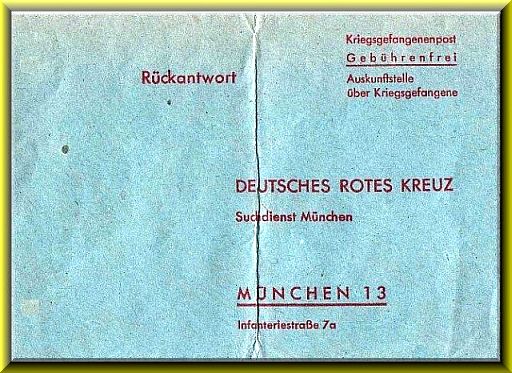 Kriegsgefangenenpost
Gebührenfrei
Rückantwort
Auskunftstelle
über Kriegsgefangene
DEUTSCHES ROTES KREUZ
Suchdienst München
MÜNCHEN 13
Infanteriestraße 7a